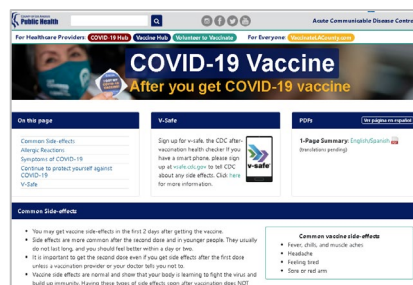 COUNTY OF LOS ANGELES
Public Health
Acute Communicable Disease Contro
For Healthcare Providers: COVID-19 Hub Vaccine Hub Volunteer to Vaccinate For Everyone: VaccinateLACounty.com
COVID-19 Vaccine
After you get COVID-19 vaccine
On this page
Common Side-effects
Allergic Reactions
Symptoms of COVID-19
Continue to protect yourself against
COVID-19
V-Safe
V-Safe
Sign up for v-safe, the CDC after-
vaccination health checker If you
have a smart phone, please sign
up at vsafe.cdc.gov to tell CDC
about any side effects. Click here
for more information.
v-safe
PDFs
Ver página en español
1-Page Summary: English/Spanish
(translations pending)
Common Side-effects
You may get vaccine side-effects in the first 2 days after getting the vaccine.
Side effects are more common after the second dose and in younger people. They usually
do not last long, and you should feel better within a day or two.
It is important to get the second dose even if you get side effects after the first dose
unless a vaccination provider or your doctor tells you not to.
Vaccine side effects are normal and show that your body is learning to fight the virus and
build up immunity. Having these types of side effects soon after vaccination does NOT
Common vaccine side-effects
Fever, chills, and muscle aches
Headache
Feeling tired
Sore or red arm